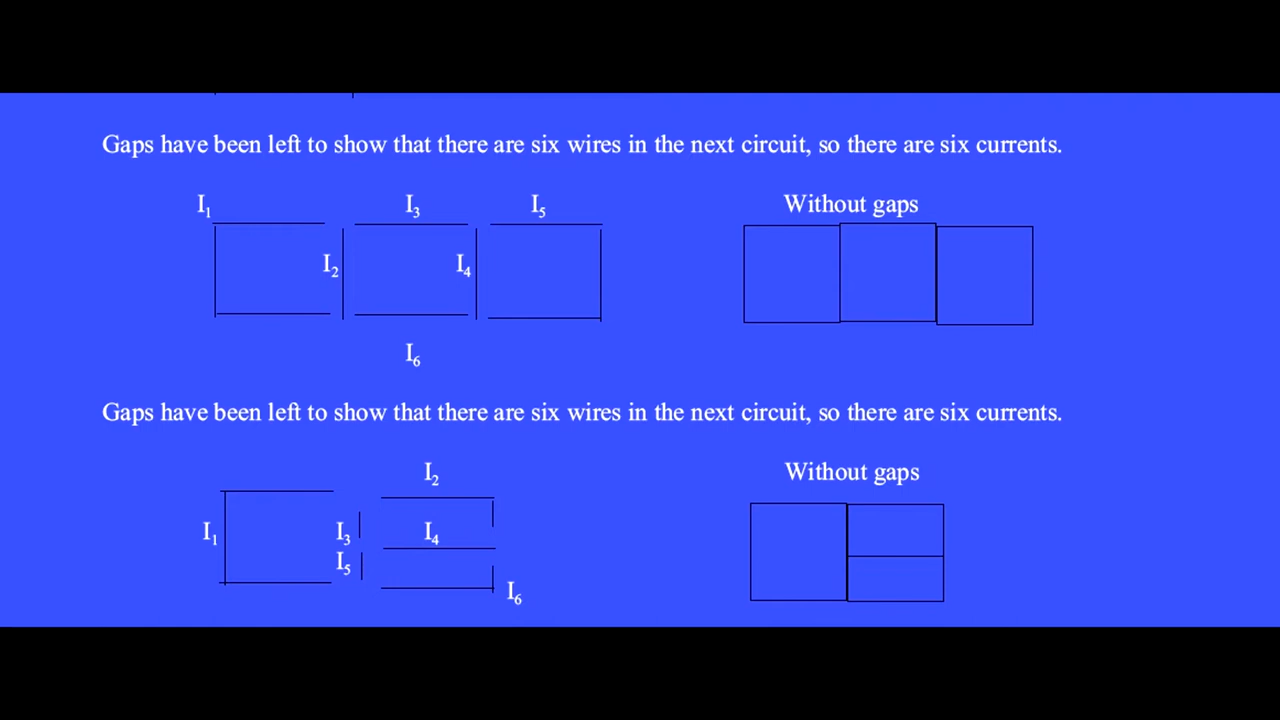 Gaps have been left to show that there are six wires in the next circuit, so there are six currents.
I₁ I₃ I₅ Without gaps
I₂ I₄
I₆
Gaps have been left to show that there are six wires in the next circuit, so there are six currents.
I₂ Without gaps
I₁ I₃ I₄
I₅
I₆